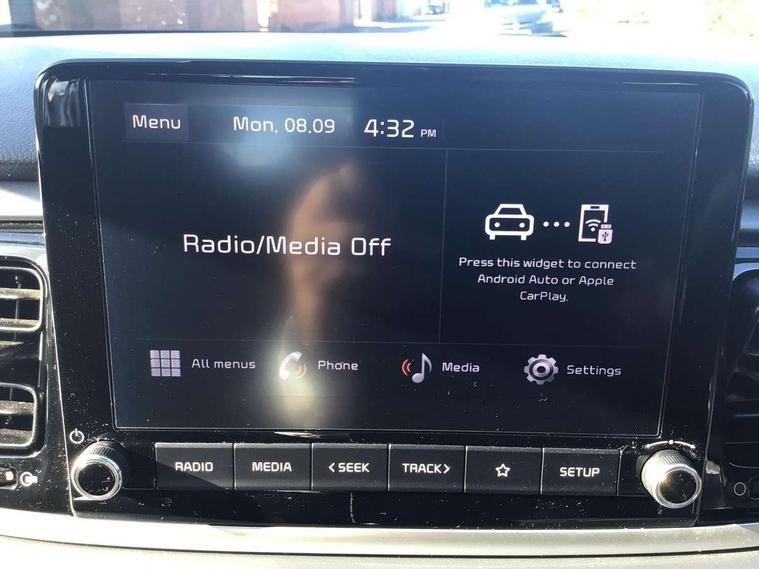 Menu
Mon, 08.09
4:32 PM
Radio/Media Off
Press this widget to connect
Android Auto or Apple
CarPlay.
All menus
Phone
Media
Settings
RADIO
MEDIA
< SEEK
TRACK >
SETUP